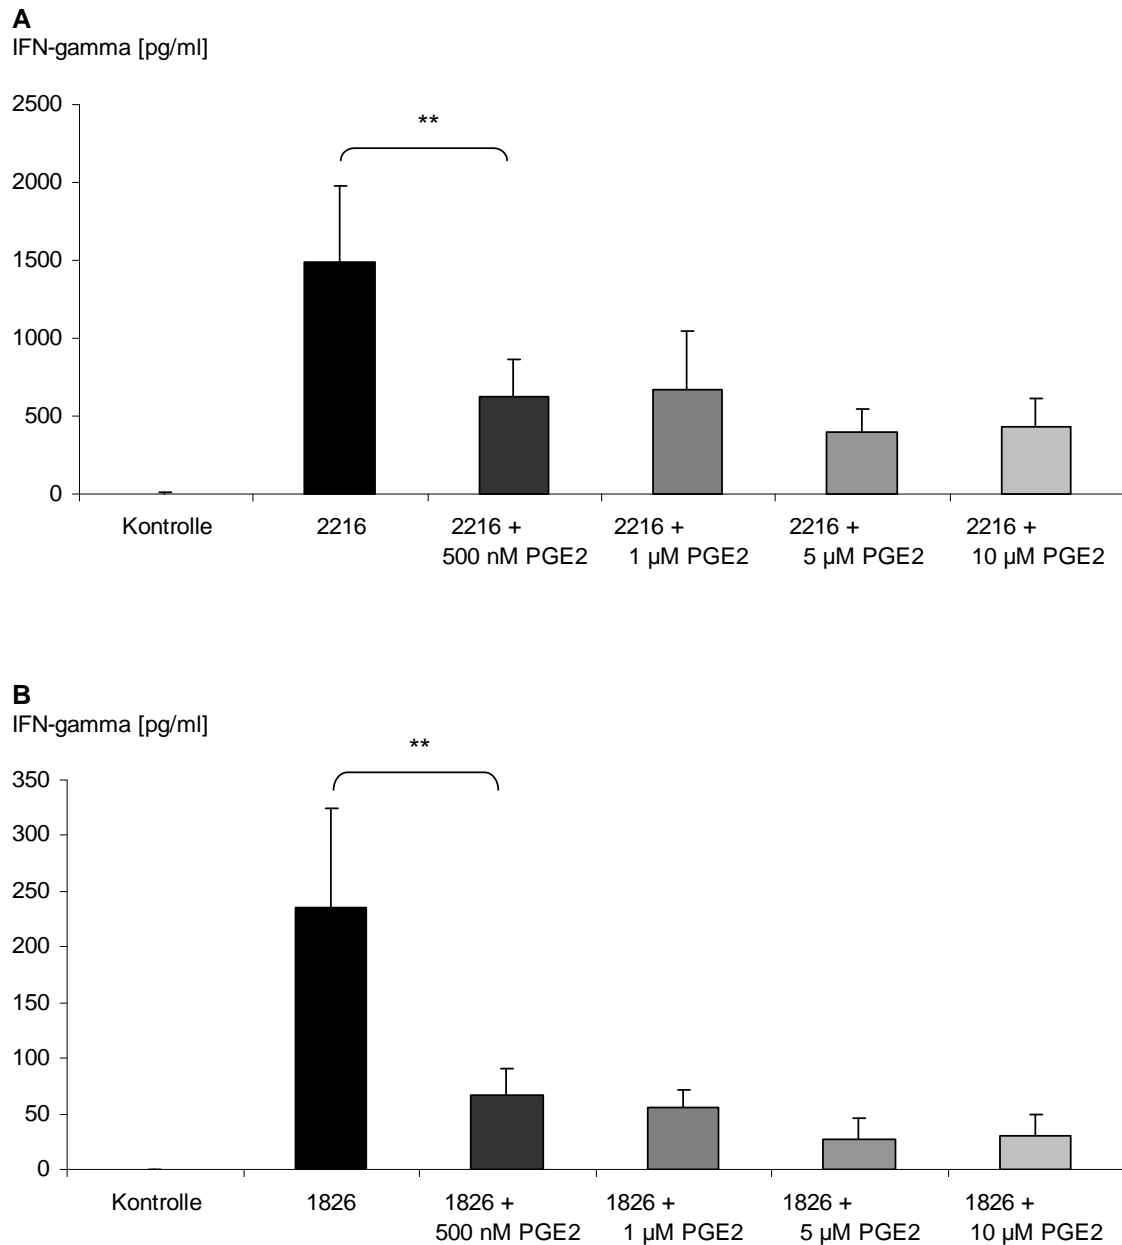 A
IFN-gamma [pg/ml]
2500
**
2000
1500
1000
500
0
Kontrolle 2216 2216 + 2216 + 2216 + 2216 +
500 nM PGE2 1 µM PGE2 5 µM PGE2 10 µM PGE2
B
IFN-gamma [pg/ml]
**
350
300
250
200
150
100
50
0
Kontrolle 1826 1826 + 1826 + 1826 + 1826 +
500 nM PGE2 1 µM PGE2 5 µM PGE2 10 µM PGE2